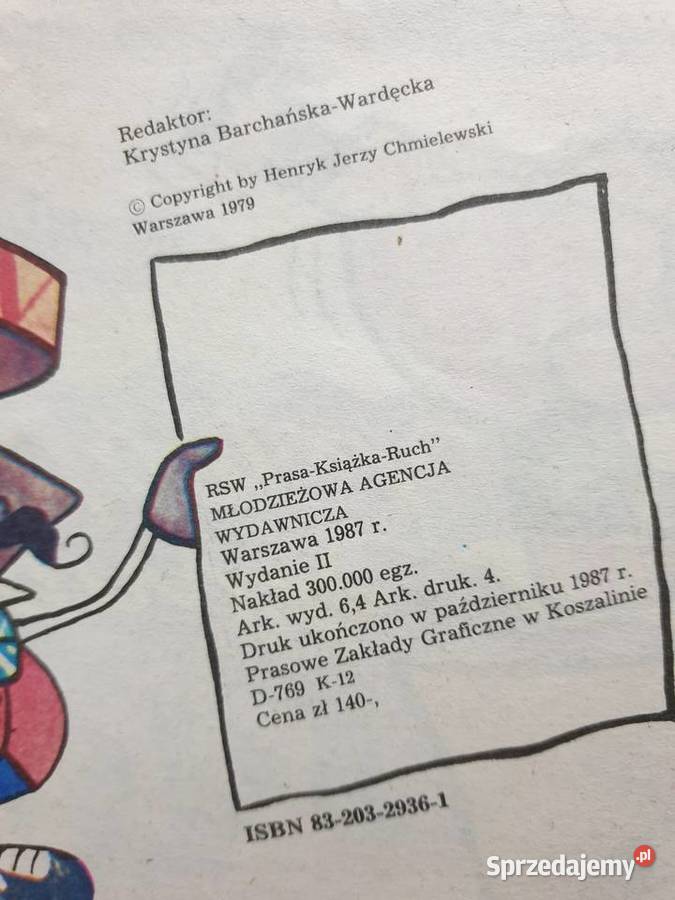 Redaktor:
Krystyna Barchańska-Wardęcka
© Copyright by Henryk Jerzy Chmielewski
Warszawa 1979
RSW „Prasa-Książka-Ruch”
MŁODZIEŻOWA AGENCJA
WYDAWNICZA
Warszawa 1987 r.
Wydanie II
Nakład 300.000 egz.
Ark. wyd. 6,4 Ark. druk. 4.
Druk ukończono w październiku 1987 r.
Prasowe Zakłady Graficzne w Koszalinie
D-769 K-12
Cena zł 140-,
ISBN 83-203-2936-1
Sprzedajemy.pl